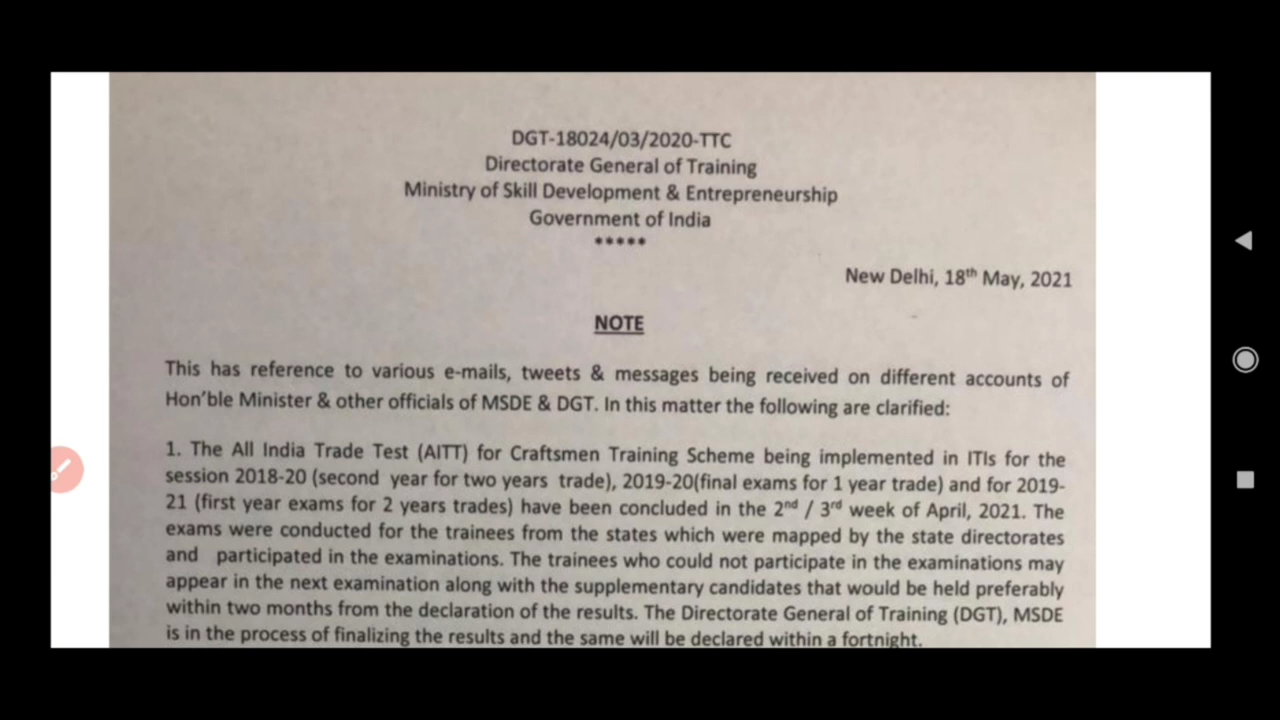 DGT-18024/03/2020-TTC
Directorate General of Training
Ministry of Skill Development & Entrepreneurship
Government of India
*****
New Delhi, 18th May, 2021
NOTE
This has reference to various e-mails, tweets & messages being received on different accounts of
Hon'ble Minister & other officials of MSDE & DGT. In this matter the following are clarified:
1. The All India Trade Test (AITT) for Craftsmen Training Scheme being implemented in ITIs for the
session 2018-20 (second year for two years trade), 2019-20(final exams for 1 year trade) and for 2019-
21 (first year exams for 2 years trades) have been concluded in the 2nd / 3rd week of April, 2021. The
exams were conducted for the trainees from the states which were mapped by the state directorates
and participated in the examinations. The trainees who could not participate in the examinations may
appear in the next examination along with the supplementary candidates that would be held preferably
within two months from the declaration of the results. The Directorate General of Training (DGT), MSDE
is in the process of finalizing the results and the same will be declared within a fortnight.